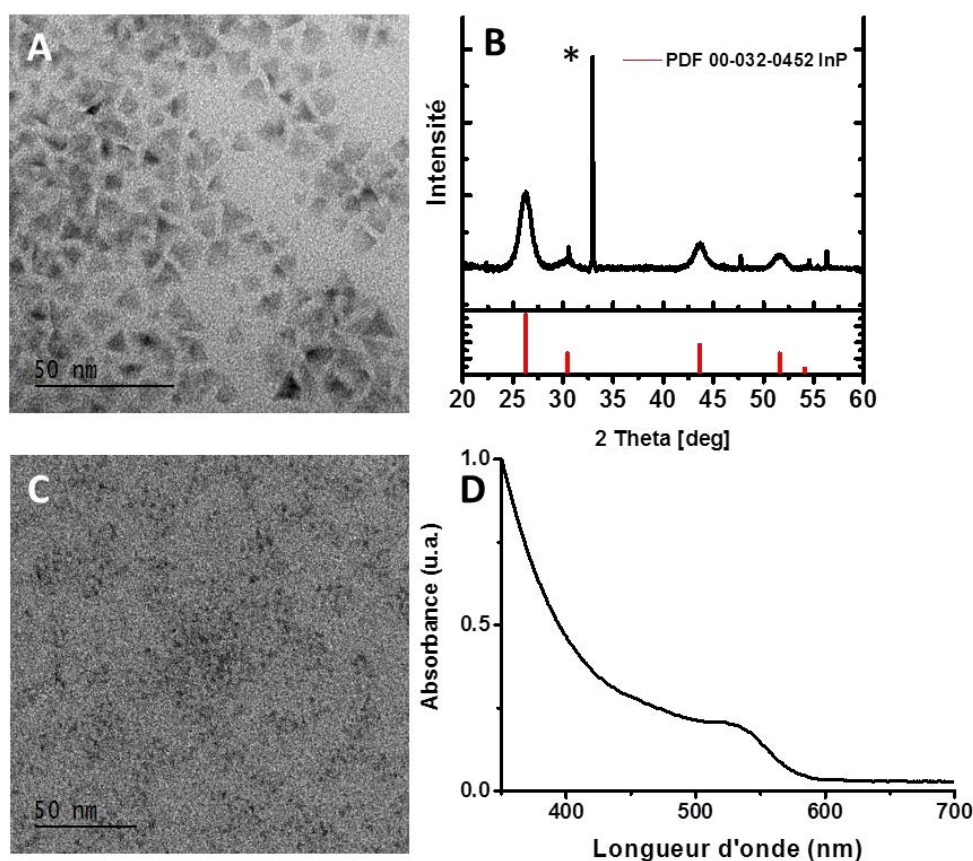 A
50 nm
B
*
PDF 00-032-0452 InP
Intensité
20 25 30 35 40 45 50 55 60
2 Theta [deg]
C
50 nm
D
1.0
0.5
0.0
Absorbance (u.a.)
400 500 600 700
Longueur d'onde (nm)